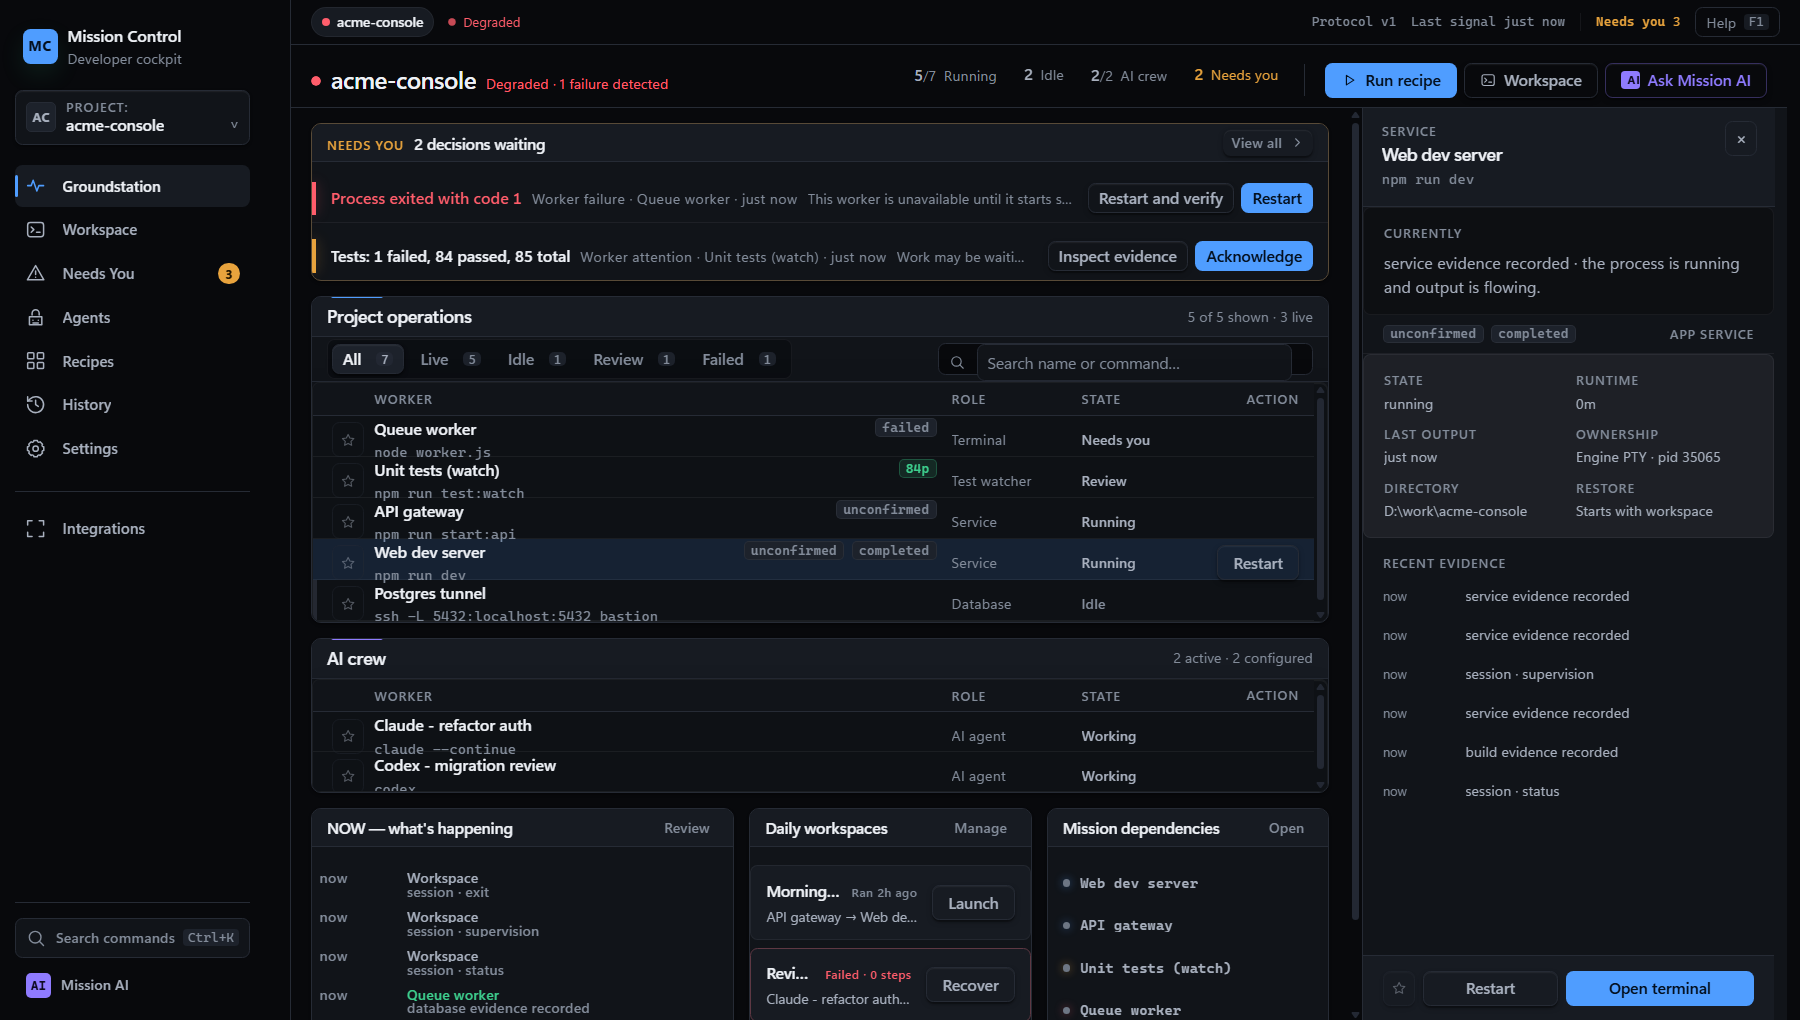 MC
Mission Control
Developer cockpit
AC
PROJECT:
acme-console
v
Groundstation
Workspace
Needs You
3
Agents
Recipes
History
Settings
Integrations
Search commands Ctrl+K
AI Mission AI
acme-console
Degraded
Protocol v1 Last signal just now Needs you 3
Help F1
acme-console Degraded · 1 failure detected
5/7 Running 2 Idle 2/2 AI crew 2 Needs you
Run recipe
Workspace
AI Ask Mission AI
NEEDS YOU 2 decisions waiting
View all
Process exited with code 1 Worker failure · Queue worker · just now This worker is unavailable until it starts s...
Restart and verify
Restart
Tests: 1 failed, 84 passed, 85 total Worker attention · Unit tests (watch) · just now Work may be waiti...
Inspect evidence
Acknowledge
Project operations
5 of 5 shown · 3 live
All 7
Live 5
Idle 1
Review 1
Failed 1
Search name or command...
WORKER ROLE STATE ACTION
Queue worker failed
node worker.js
Terminal Needs you
Unit tests (watch) 84p
npm run test:watch
Test watcher Review
API gateway unconfirmed
npm run start:api
Service Running
Web dev server unconfirmed completed
npm run dev
Service Running Restart
Postgres tunnel
ssh -L 5432:localhost:5432 bastion
Database Idle
AI crew
2 active · 2 configured
WORKER ROLE STATE ACTION
Claude - refactor auth
claude --continue
AI agent Working
Codex - migration review
codex
AI agent Working
NOW — what's happening
Review
now Workspace
session · exit
now Workspace
session · supervision
now Workspace
session · status
now Queue worker
database evidence recorded
Daily workspaces
Manage
Morning... Ran 2h ago
API gateway → Web de...
Launch
Revi... Failed · 0 steps
Claude - refactor auth...
Recover
Mission dependencies
Open
Web dev server
API gateway
Unit tests (watch)
Queue worker
SERVICE
Web dev server
npm run dev
×
CURRENTLY
service evidence recorded · the process is running
and output is flowing.
unconfirmed completed APP SERVICE
STATE RUNTIME
running 0m
LAST OUTPUT OWNERSHIP
just now Engine PTY · pid 35065
DIRECTORY RESTORE
D:\work\acme-console Starts with workspace
RECENT EVIDENCE
now service evidence recorded
now service evidence recorded
now session · supervision
now service evidence recorded
now build evidence recorded
now session · status
Restart
Open terminal